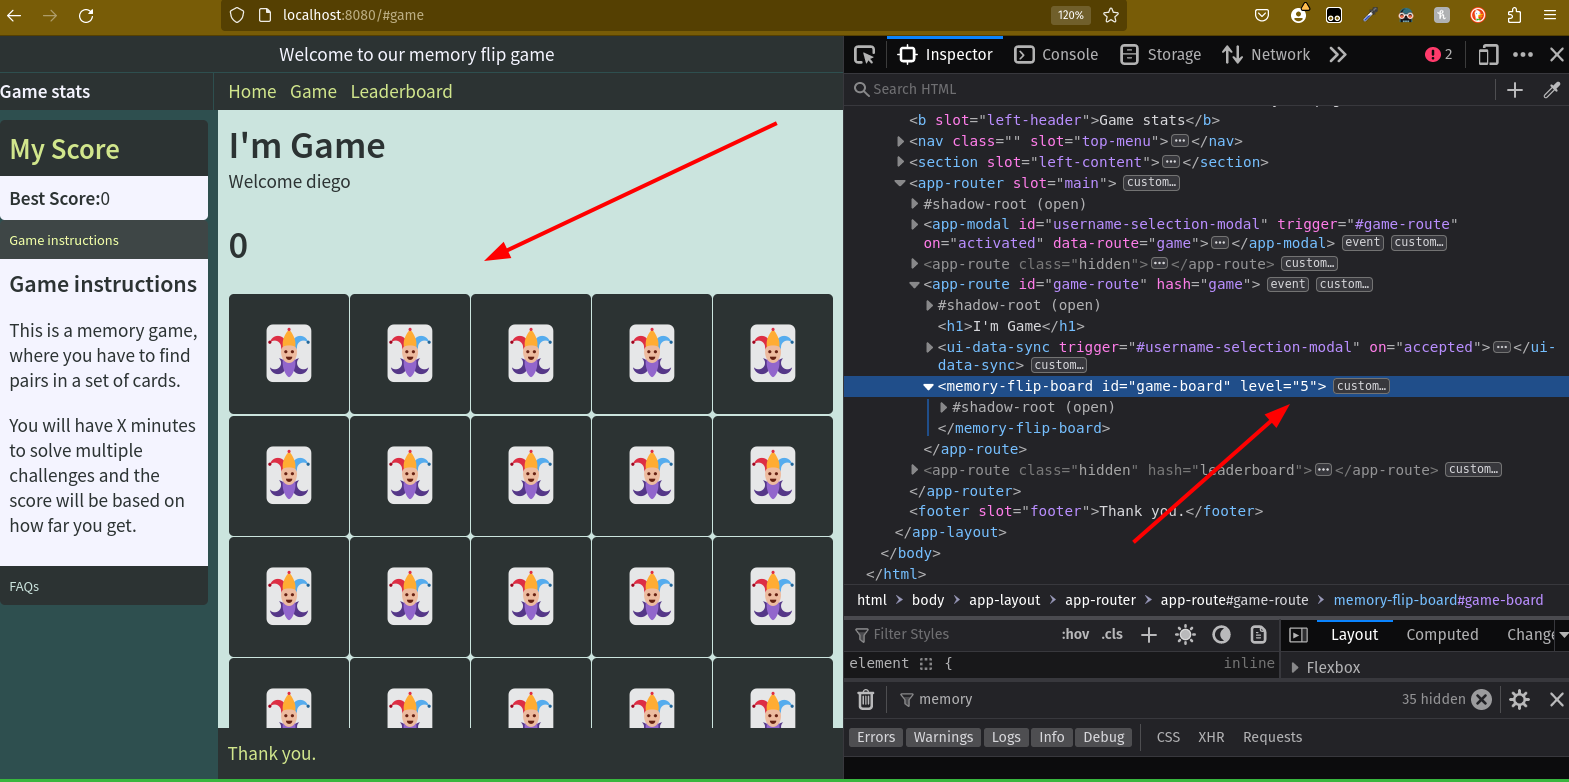 localhost:8080/#game
120%
Welcome to our memory flip game
Game stats
Home Game Leaderboard
My Score
Best Score:0
Game instructions
Game instructions
This is a memory game,
where you have to find
pairs in a set of cards.
You will have X minutes
to solve multiple
challenges and the
score will be based on
how far you get.
FAQs
I'm Game
Welcome diego
0
Thank you.
Inspector Console Storage Network 2
Search HTML
<b slot="left-header">Game stats</b>
<nav class="" slot="top-menu"></nav>
<section slot="left-content"></section>
<app-router slot="main"> custom…
#shadow-root (open)
<app-modal id="username-selection-modal" trigger="#game-route"
on="activated" data-route="game"></app-modal> event custom…
<app-route class="hidden"></app-route> custom…
<app-route id="game-route" hash="game"> event custom…
#shadow-root (open)
<h1>I'm Game</h1>
<ui-data-sync trigger="#username-selection-modal" on="accepted"></ui-
data-sync> custom…
<memory-flip-board id="game-board" level="5"> custom…
#shadow-root (open)
</memory-flip-board>
</app-route>
<app-route class="hidden" hash="leaderboard"></app-route> custom…
</app-router>
<footer slot="footer">Thank you.</footer>
</app-layout>
</body>
</html>
html body app-layout app-router app-route#game-route memory-flip-board#game-board
Filter Styles :hov .cls Layout Computed Change
element { inline
Flexbox
memory 35 hidden
Errors Warnings Logs Info Debug CSS XHR Requests